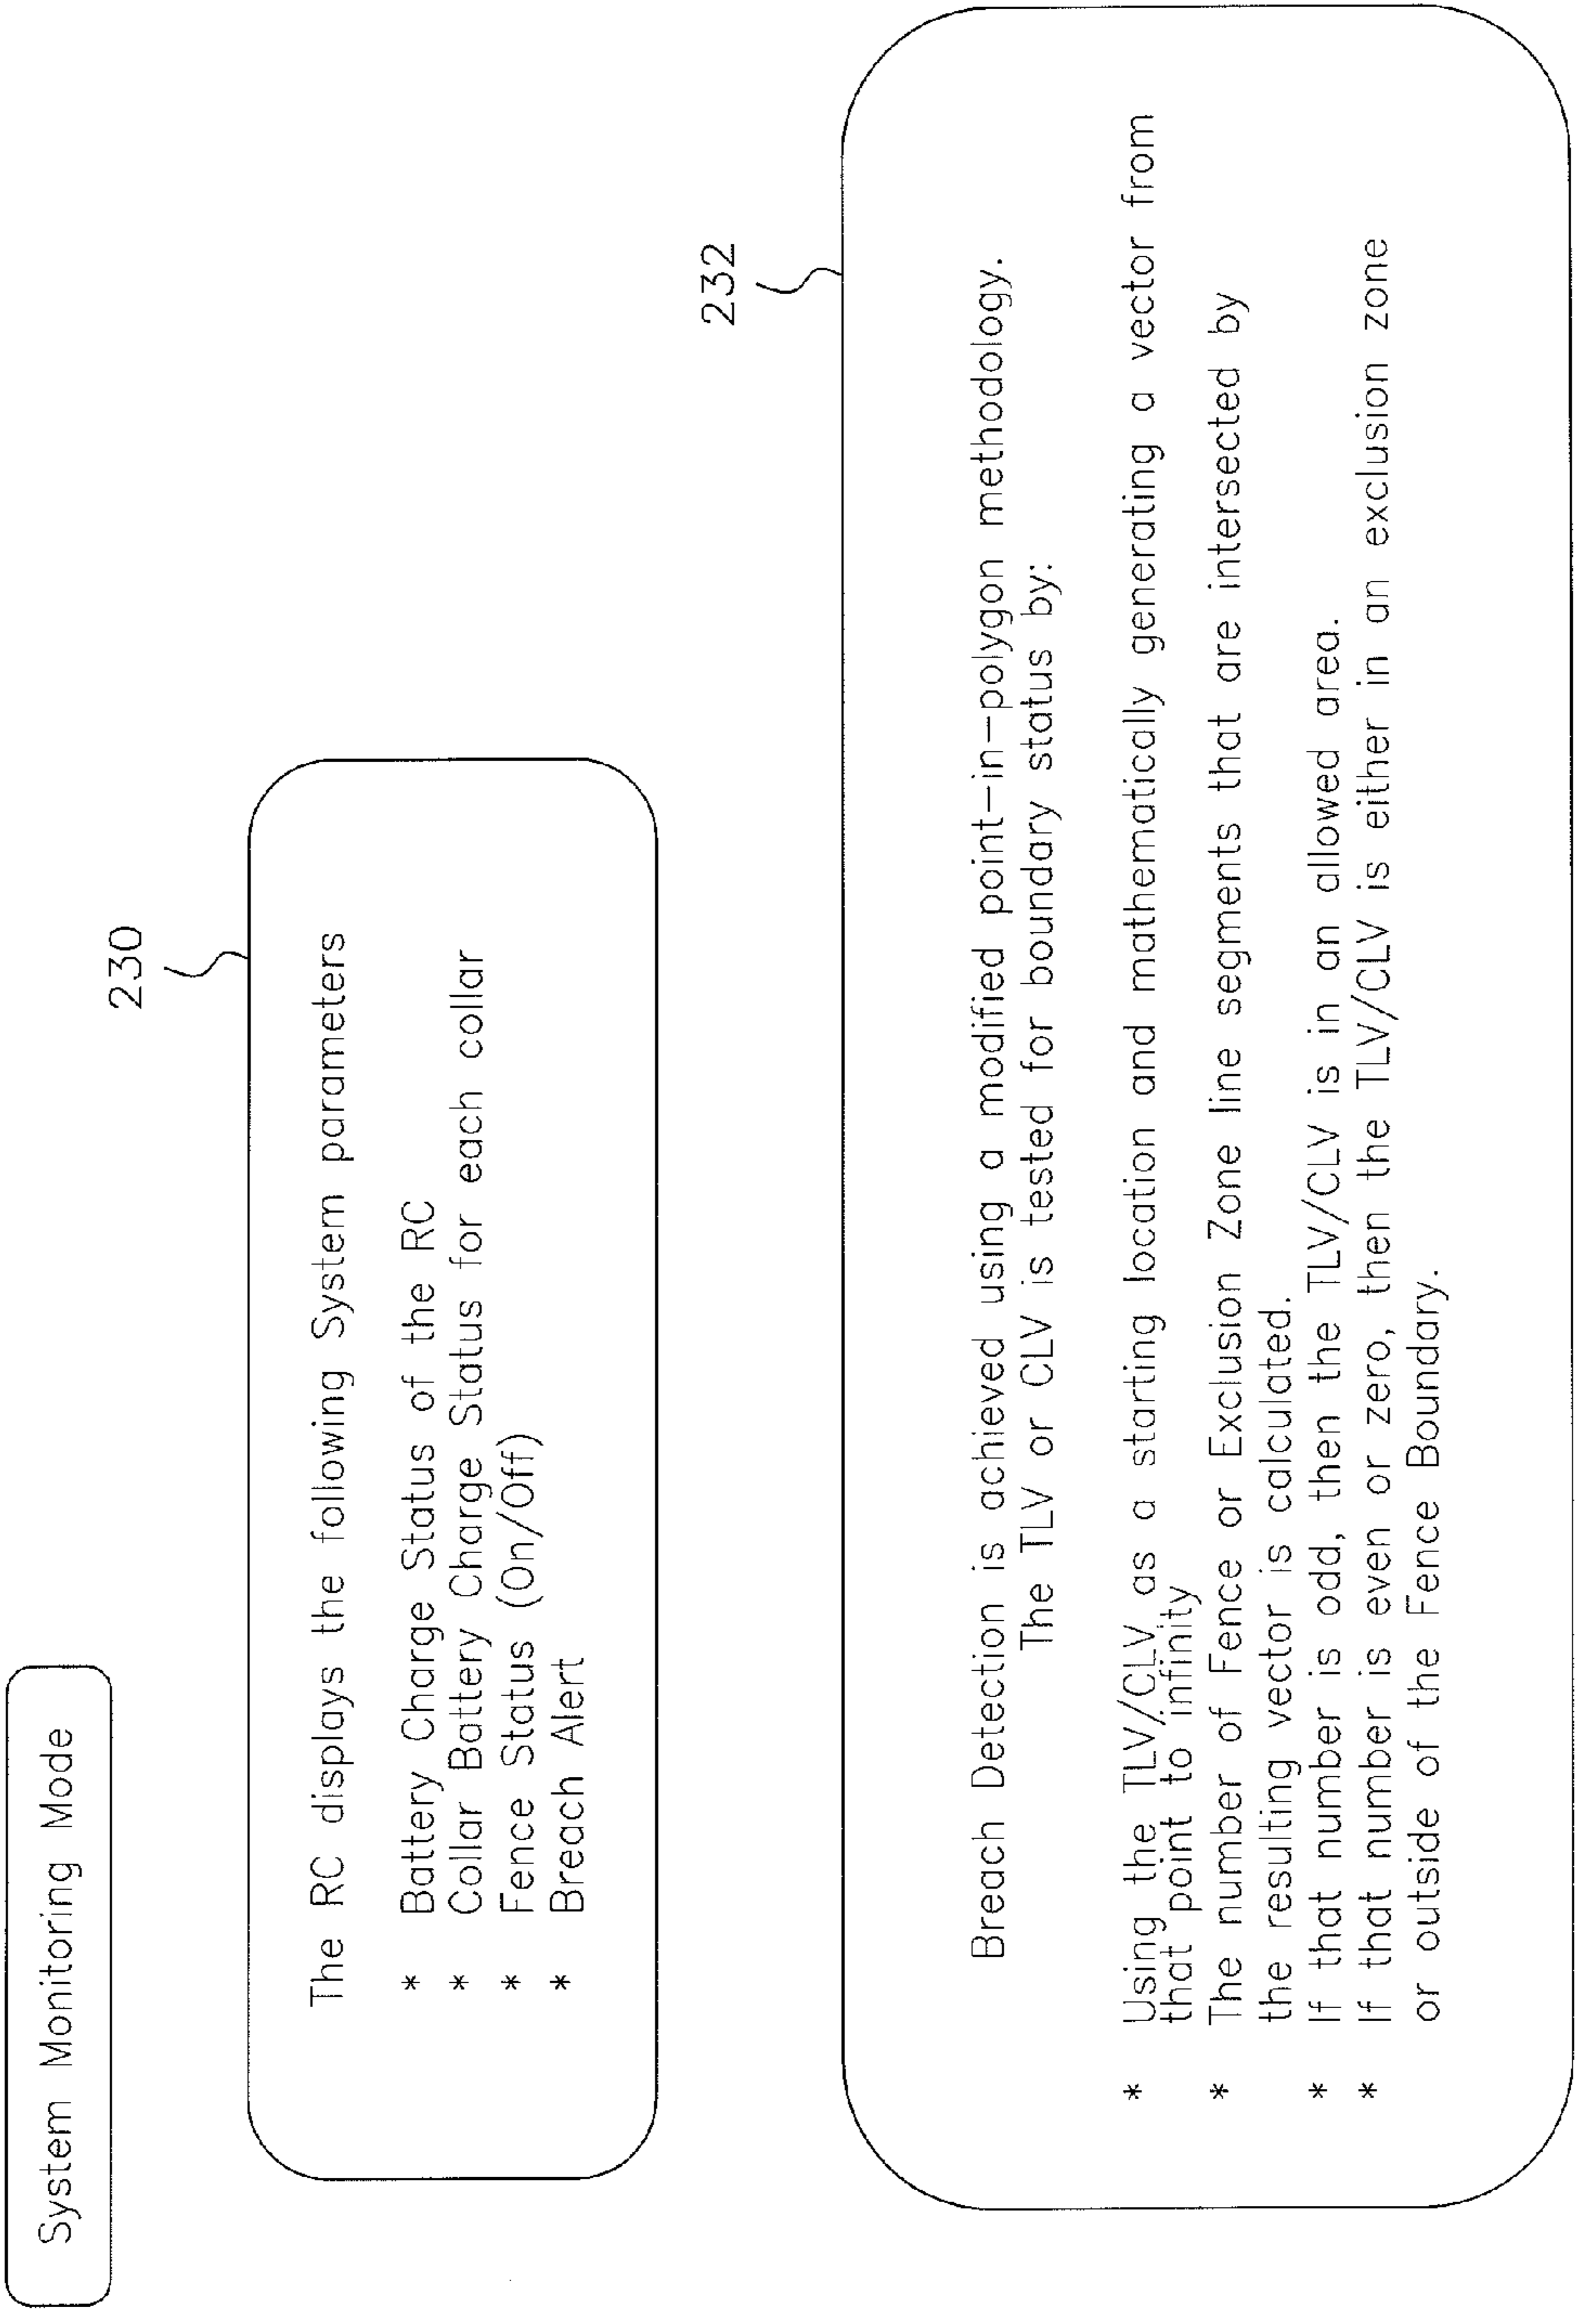 System Monitoring Mode
230
The RC displays the following System parameters
* Battery Charge Status of the RC
* Collar Battery Charge Status for each collar
* Fence Status (On/Off)
* Breach Alert
232
Breach Detection is achieved using a modified point-in-polygon methodology.
The TLV or CLV is tested for boundary status by:
* Using the TLV/CLV as a starting location and mathematically generating a vector from
that point to infinity
* The number of Fence or Exclusion Zone line segments that are intersected by
the resulting vector is calculated.
* If that number is odd, then the TLV/CLV is in an allowed area.
* If that number is even or zero, then the TLV/CLV is either in an exclusion zone
or outside of the Fence Boundary.